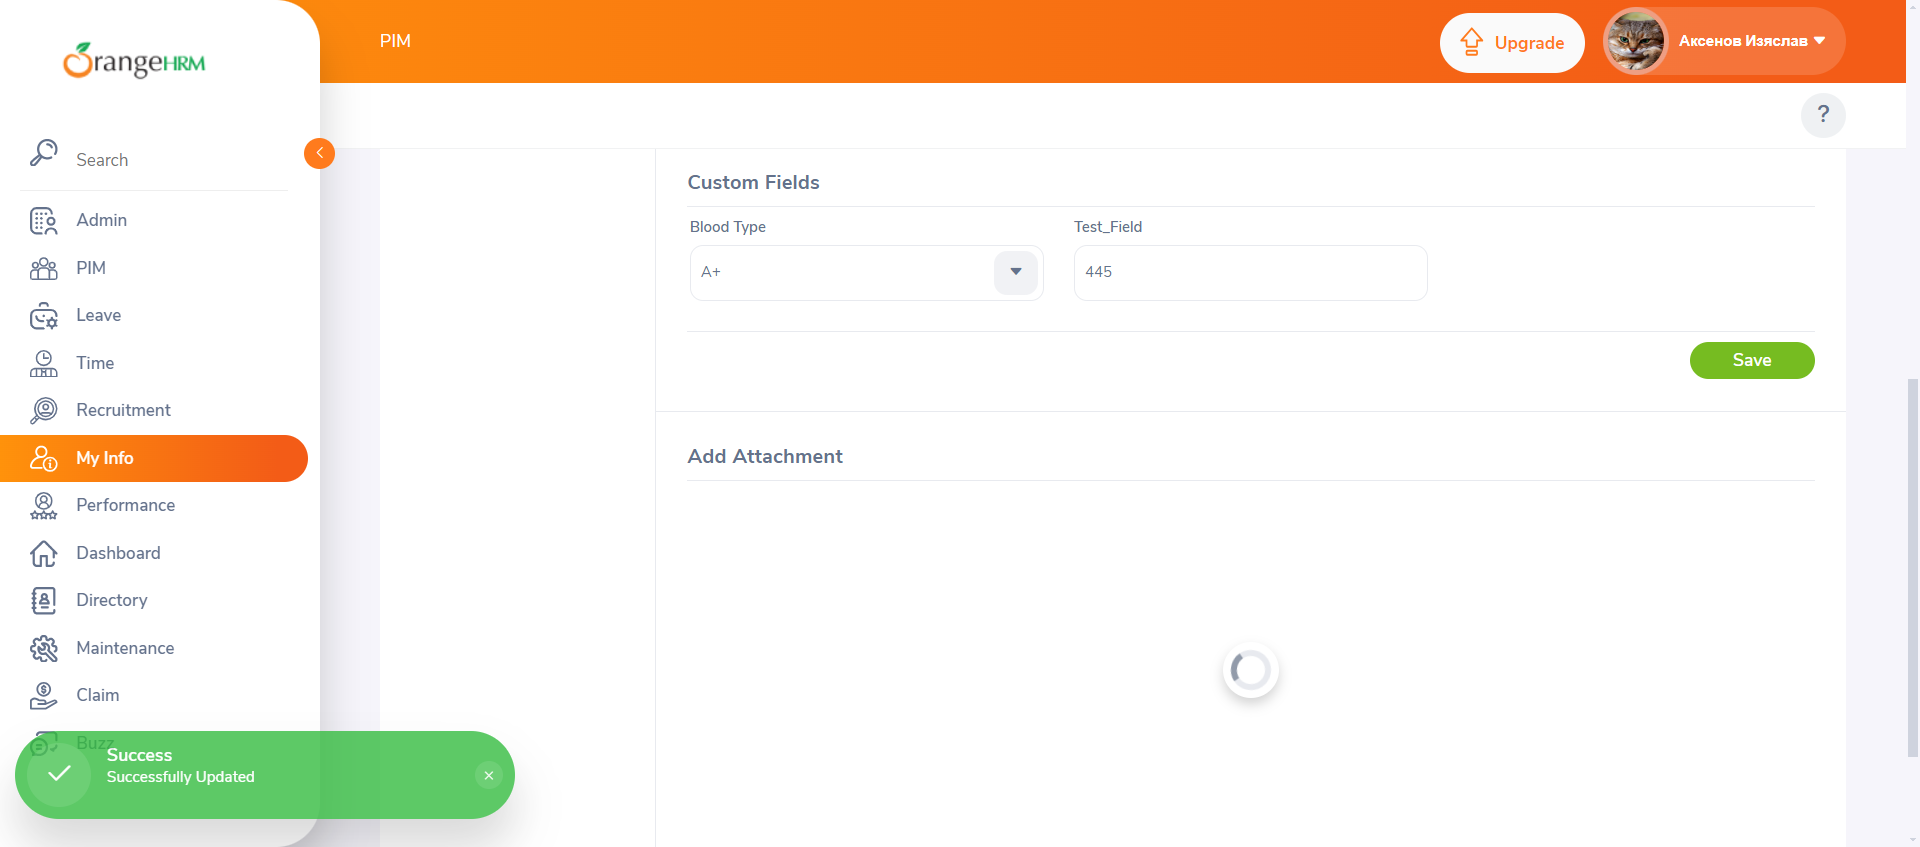 OrangeHRM
PIM
Upgrade
Аксенов Изяслав
?
Search
Admin
PIM
Leave
Time
Recruitment
My Info
Performance
Dashboard
Directory
Maintenance
Claim
Buzz
Custom Fields
Blood Type
Test_Field
A+
445
Save
Add Attachment
Success
Successfully Updated